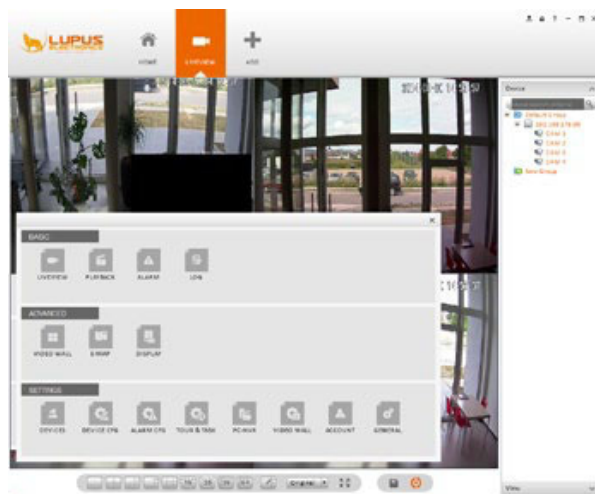 LUPUS
ELECTRONICS
HOME
LIVEVIEW
ADD
Device
Default Group
CAM 1
CAM 2
CAM 3
CAM 4
New Group
BASIC
LIVEVIEW
PLAYBACK
ALARM
LOG
ADVANCED
VIDEO WALL
E-MAP
DISPLAY
SETTINGS
DEVICES
DEVICE CFG
ALARM CFG
TOUR & TASK
PC-NVR
VIDEO WALL
ACCOUNT
GENERAL
Original
View